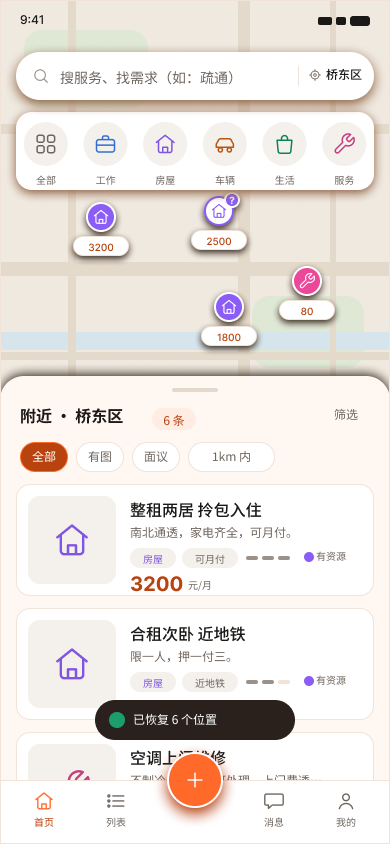 9:41
搜服务、找需求（如：疏通）
桥东区
全部
工作
房屋
车辆
生活
服务
3200
?
2500
80
1800
附近 · 桥东区
6 条
筛选
全部
有图
面议
1km 内
整租两居 拎包入住
南北通透，家电齐全，可月付。
房屋
可月付
有资源
3200 元/月
合租次卧 近地铁
限一人，押一付三。
房屋
近地铁
有资源
已恢复 6 个位置
空调上门维修
首页
列表
消息
我的